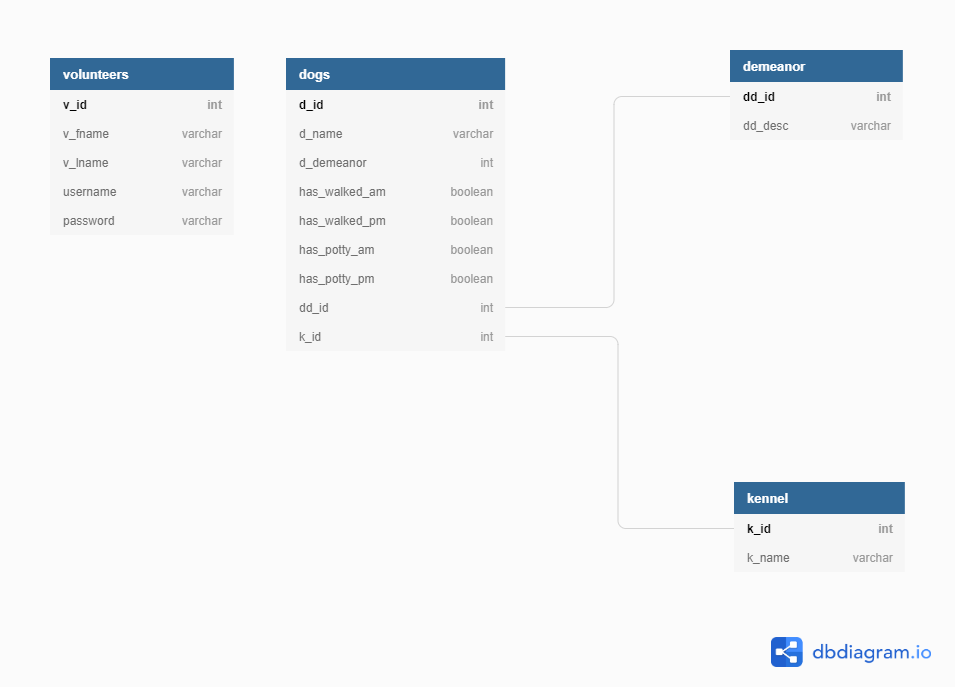 volunteers
v_id int
v_fname varchar
v_lname varchar
username varchar
password varchar
dogs
d_id int
d_name varchar
d_demeanor int
has_walked_am boolean
has_walked_pm boolean
has_potty_am boolean
has_potty_pm boolean
dd_id int
k_id int
demeanor
dd_id int
dd_desc varchar
kennel
k_id int
k_name varchar
dbdiagram.io